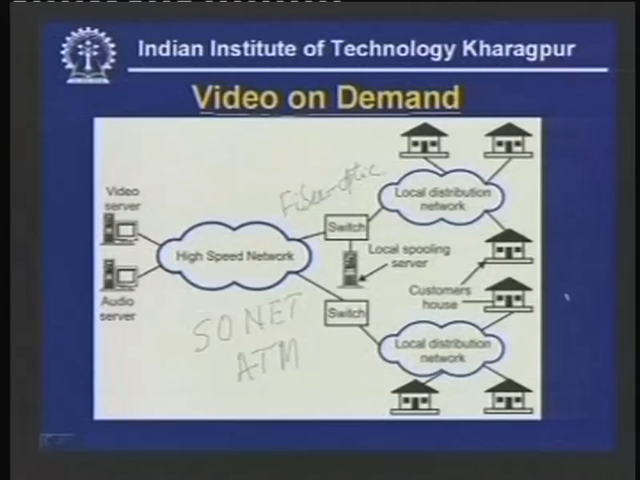 Indian Institute of Technology Kharagpur
Video on Demand
Video
server
Audio
server
High Speed Network
Fiber-optic
Switch
Local distribution
network
Local spooling
server
Customers
house
Switch
Local distribution
network
SONET
ATM